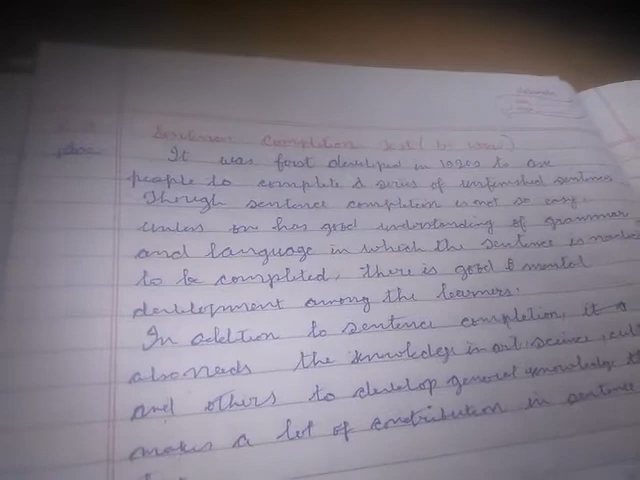 Sentence Completion Test (
It was first developed in 1920s to are
people to complete a series of unfinished sentences
Though sentence completion is not so easy
unless one has good understanding of grammar
and language in which the sentence is
to be completed, there is good & mental
development among the learners.
In addition to sentence completion, it
also needs the knowledge in art, science,
and others to develop general knowledge
makes a lot of contribution in sentence